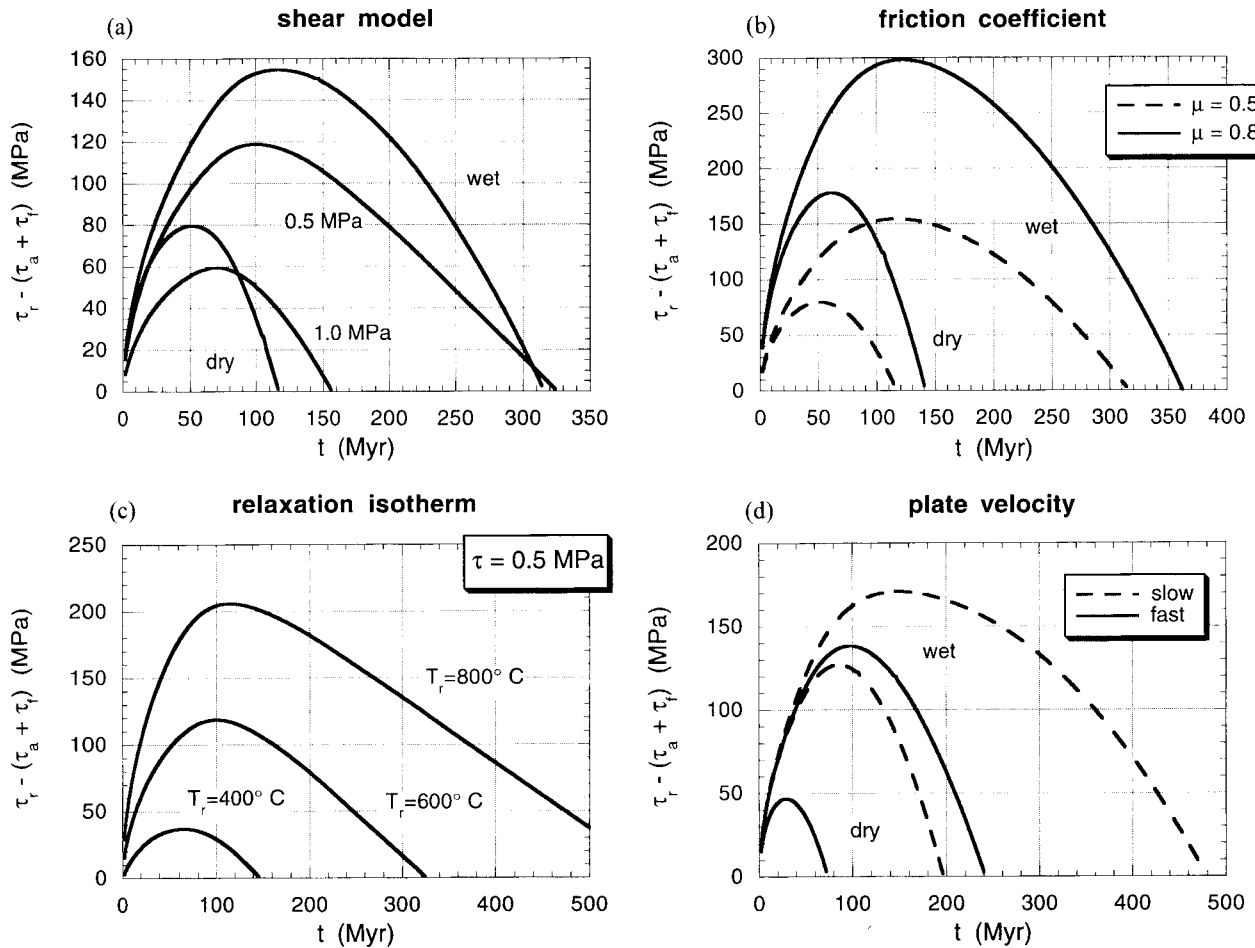 (a)
shear model
160
140
120
100
80
60
40
20
0
τr - (τa + τf) (MPa)
wet
0.5 MPa
1.0 MPa
dry
0 50 100 150 200 250 300 350
t (Myr)
(b)
friction coefficient
300
250
200
150
100
50
0
τr - (τa + τf) (MPa)
μ = 0.5
μ = 0.8
wet
dry
0 50 100 150 200 250 300 350 400
t (Myr)
(c)
relaxation isotherm
250
200
150
100
50
0
τr - (τa + τf) (MPa)
τ = 0.5 MPa
Tr=800° C
Tr=400° C
Tr=600° C
0 100 200 300 400 500
t (Myr)
(d)
plate velocity
200
150
100
50
0
τr - (τa + τf) (MPa)
slow
fast
wet
dry
0 100 200 300 400 500
t (Myr)